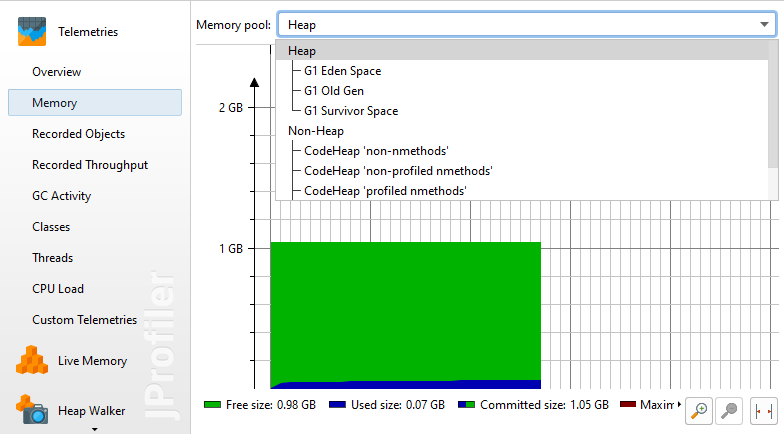 Telemetries
Overview
Memory
Recorded Objects
Recorded Throughput
GC Activity
Classes
Threads
CPU Load
Custom Telemetries
Live Memory
Heap Walker
JProfiler
Memory pool: Heap
Heap
G1 Eden Space
G1 Old Gen
G1 Survivor Space
Non-Heap
CodeHeap 'non-nmethods'
CodeHeap 'non-profiled nmethods'
CodeHeap 'profiled nmethods'
2 GB
1 GB
Free size: 0.98 GB Used size: 0.07 GB Committed size: 1.05 GB Maxim